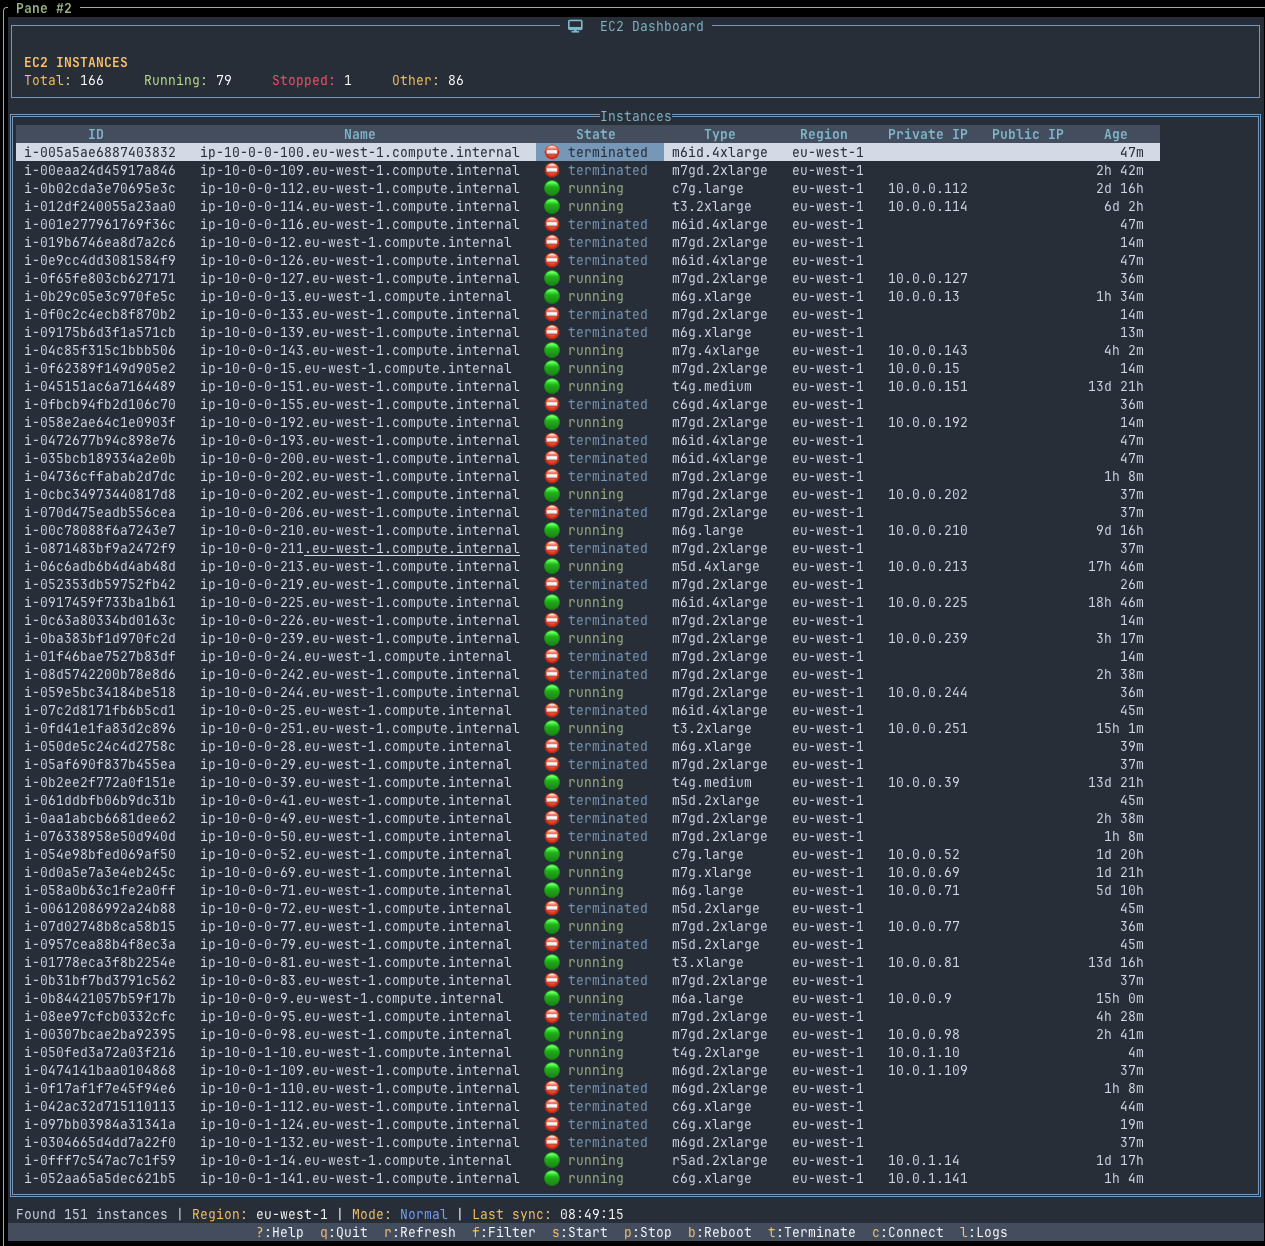 Pane #2
EC2 Dashboard
EC2 INSTANCES
Total: 166 Running: 79 Stopped: 1 Other: 86
Instances
ID Name State Type Region Private IP Public IP Age
i-005a5ae6887403832 ip-10-0-0-100.eu-west-1.compute.internal terminated m6id.4xlarge eu-west-1 47m
i-00eaa24d45917a846 ip-10-0-0-109.eu-west-1.compute.internal terminated m7gd.2xlarge eu-west-1 2h 42m
i-0b02cda3e70695e3c ip-10-0-0-112.eu-west-1.compute.internal running c7g.large eu-west-1 10.0.0.112 2d 16h
i-012df240055a23aa0 ip-10-0-0-114.eu-west-1.compute.internal running t3.2xlarge eu-west-1 10.0.0.114 6d 2h
i-001e277961769f36c ip-10-0-0-116.eu-west-1.compute.internal terminated m6id.4xlarge eu-west-1 47m
i-019b6746ea8d7a2c6 ip-10-0-0-12.eu-west-1.compute.internal terminated m7gd.2xlarge eu-west-1 14m
i-0e9cc4dd3081584f9 ip-10-0-0-126.eu-west-1.compute.internal terminated m6id.4xlarge eu-west-1 47m
i-0f65fe803cb627171 ip-10-0-0-127.eu-west-1.compute.internal running m7gd.2xlarge eu-west-1 10.0.0.127 36m
i-0b29c05e3c970fe5c ip-10-0-0-13.eu-west-1.compute.internal running m6g.xlarge eu-west-1 10.0.0.13 1h 34m
i-0f0c2c4ecb8f870b2 ip-10-0-0-133.eu-west-1.compute.internal terminated m7gd.2xlarge eu-west-1 14m
i-09175b6d3f1a571cb ip-10-0-0-139.eu-west-1.compute.internal terminated m6g.xlarge eu-west-1 13m
i-04c85f315c1bbb506 ip-10-0-0-143.eu-west-1.compute.internal running m7g.4xlarge eu-west-1 10.0.0.143 4h 2m
i-0f62389f149d905e2 ip-10-0-0-15.eu-west-1.compute.internal running m7gd.2xlarge eu-west-1 10.0.0.15 14m
i-045151ac6a7164489 ip-10-0-0-151.eu-west-1.compute.internal running t4g.medium eu-west-1 10.0.0.151 13d 21h
i-0fbcb94fb2d106c70 ip-10-0-0-155.eu-west-1.compute.internal terminated c6gd.4xlarge eu-west-1 36m
i-058e2ae64c1e0903f ip-10-0-0-192.eu-west-1.compute.internal running m7gd.2xlarge eu-west-1 10.0.0.192 14m
i-0472677b94c898e76 ip-10-0-0-193.eu-west-1.compute.internal terminated m6id.4xlarge eu-west-1 47m
i-035bcb189334a2e0b ip-10-0-0-200.eu-west-1.compute.internal terminated m6id.4xlarge eu-west-1 47m
i-04736cffabab2d7dc ip-10-0-0-202.eu-west-1.compute.internal terminated m7gd.2xlarge eu-west-1 1h 8m
i-0cbc34973440817d8 ip-10-0-0-202.eu-west-1.compute.internal running m7gd.2xlarge eu-west-1 10.0.0.202 37m
i-070d475eadb556cea ip-10-0-0-206.eu-west-1.compute.internal terminated m7gd.2xlarge eu-west-1 37m
i-00c78088f6a7243e7 ip-10-0-0-210.eu-west-1.compute.internal running m6g.large eu-west-1 10.0.0.210 9d 16h
i-0871483bf9a2472f9 ip-10-0-0-211.eu-west-1.compute.internal terminated m7gd.2xlarge eu-west-1 37m
i-06c6adb6b4d4ab48d ip-10-0-0-213.eu-west-1.compute.internal running m5d.4xlarge eu-west-1 10.0.0.213 17h 46m
i-052353db59752fb42 ip-10-0-0-219.eu-west-1.compute.internal terminated m7gd.2xlarge eu-west-1 26m
i-0917459f733ba1b61 ip-10-0-0-225.eu-west-1.compute.internal running m6id.4xlarge eu-west-1 10.0.0.225 18h 46m
i-0c63a80334bd0163c ip-10-0-0-226.eu-west-1.compute.internal terminated m7gd.2xlarge eu-west-1 14m
i-0ba383bf1d970fc2d ip-10-0-0-239.eu-west-1.compute.internal running m7gd.2xlarge eu-west-1 10.0.0.239 3h 17m
i-01f46bae7527b83df ip-10-0-0-24.eu-west-1.compute.internal terminated m7gd.2xlarge eu-west-1 14m
i-08d5742200b78e8d6 ip-10-0-0-242.eu-west-1.compute.internal terminated m7gd.2xlarge eu-west-1 2h 38m
i-059e5bc34184be518 ip-10-0-0-244.eu-west-1.compute.internal running m7gd.2xlarge eu-west-1 10.0.0.244 36m
i-07c2d8171fb6b5cd1 ip-10-0-0-25.eu-west-1.compute.internal terminated m6id.4xlarge eu-west-1 45m
i-0fd41e1fa83d2c896 ip-10-0-0-251.eu-west-1.compute.internal running t3.2xlarge eu-west-1 10.0.0.251 15h 1m
i-050de5c24c4d2758c ip-10-0-0-28.eu-west-1.compute.internal terminated m6g.xlarge eu-west-1 39m
i-05af690f837b455ea ip-10-0-0-29.eu-west-1.compute.internal terminated m7gd.2xlarge eu-west-1 37m
i-0b2ee2f772a0f151e ip-10-0-0-39.eu-west-1.compute.internal running t4g.medium eu-west-1 10.0.0.39 13d 21h
i-061ddbfb06b9dc31b ip-10-0-0-41.eu-west-1.compute.internal terminated m5d.2xlarge eu-west-1 45m
i-0aa1abcb6681dee62 ip-10-0-0-49.eu-west-1.compute.internal terminated m7gd.2xlarge eu-west-1 2h 38m
i-076338958e50d940d ip-10-0-0-50.eu-west-1.compute.internal terminated m7gd.2xlarge eu-west-1 1h 8m
i-054e98bfed069af50 ip-10-0-0-52.eu-west-1.compute.internal running c7g.large eu-west-1 10.0.0.52 1d 20h
i-0d0a5e7a3e4eb245c ip-10-0-0-69.eu-west-1.compute.internal running m7g.xlarge eu-west-1 10.0.0.69 1d 21h
i-058a0b63c1fe2a0ff ip-10-0-0-71.eu-west-1.compute.internal running m6g.large eu-west-1 10.0.0.71 5d 10h
i-00612086992a24b88 ip-10-0-0-72.eu-west-1.compute.internal terminated m5d.2xlarge eu-west-1 45m
i-07d02748b8ca58b15 ip-10-0-0-77.eu-west-1.compute.internal running m7gd.2xlarge eu-west-1 10.0.0.77 36m
i-0957cea88b4f8ec3a ip-10-0-0-79.eu-west-1.compute.internal terminated m5d.2xlarge eu-west-1 45m
i-01778eca3f8b2254e ip-10-0-0-81.eu-west-1.compute.internal running t3.xlarge eu-west-1 10.0.0.81 13d 16h
i-0b31bf7bd3791c562 ip-10-0-0-83.eu-west-1.compute.internal terminated m7gd.2xlarge eu-west-1 37m
i-0b84421057b59f17b ip-10-0-0-9.eu-west-1.compute.internal running m6a.large eu-west-1 10.0.0.9 15h 0m
i-08ee97cfcb0332cfc ip-10-0-0-95.eu-west-1.compute.internal terminated m7gd.2xlarge eu-west-1 4h 28m
i-00307bcae2ba92395 ip-10-0-0-98.eu-west-1.compute.internal running m7gd.2xlarge eu-west-1 10.0.0.98 2h 41m
i-050fed3a72a03f216 ip-10-0-1-10.eu-west-1.compute.internal running t4g.2xlarge eu-west-1 10.0.1.10 4m
i-0474141baa0104868 ip-10-0-1-109.eu-west-1.compute.internal running m6gd.2xlarge eu-west-1 10.0.1.109 37m
i-0f17af1f7e45f94e6 ip-10-0-1-110.eu-west-1.compute.internal terminated m6gd.2xlarge eu-west-1 1h 8m
i-042ac32d715110113 ip-10-0-1-112.eu-west-1.compute.internal terminated c6g.xlarge eu-west-1 44m
i-097bb03984a31341a ip-10-0-1-124.eu-west-1.compute.internal terminated c6g.xlarge eu-west-1 19m
i-0304665d4dd7a22f0 ip-10-0-1-132.eu-west-1.compute.internal terminated m6gd.2xlarge eu-west-1 37m
i-0fff7c547ac7c1f59 ip-10-0-1-14.eu-west-1.compute.internal running r5ad.2xlarge eu-west-1 10.0.1.14 1d 17h
i-052aa65a5dec621b5 ip-10-0-1-141.eu-west-1.compute.internal running c6g.xlarge eu-west-1 10.0.1.141 1h 4m
Found 151 instances | Region: eu-west-1 | Mode: Normal | Last sync: 08:49:15
?:Help q:Quit r:Refresh f:Filter s:Start p:Stop b:Reboot t:Terminate c:Connect l:Logs